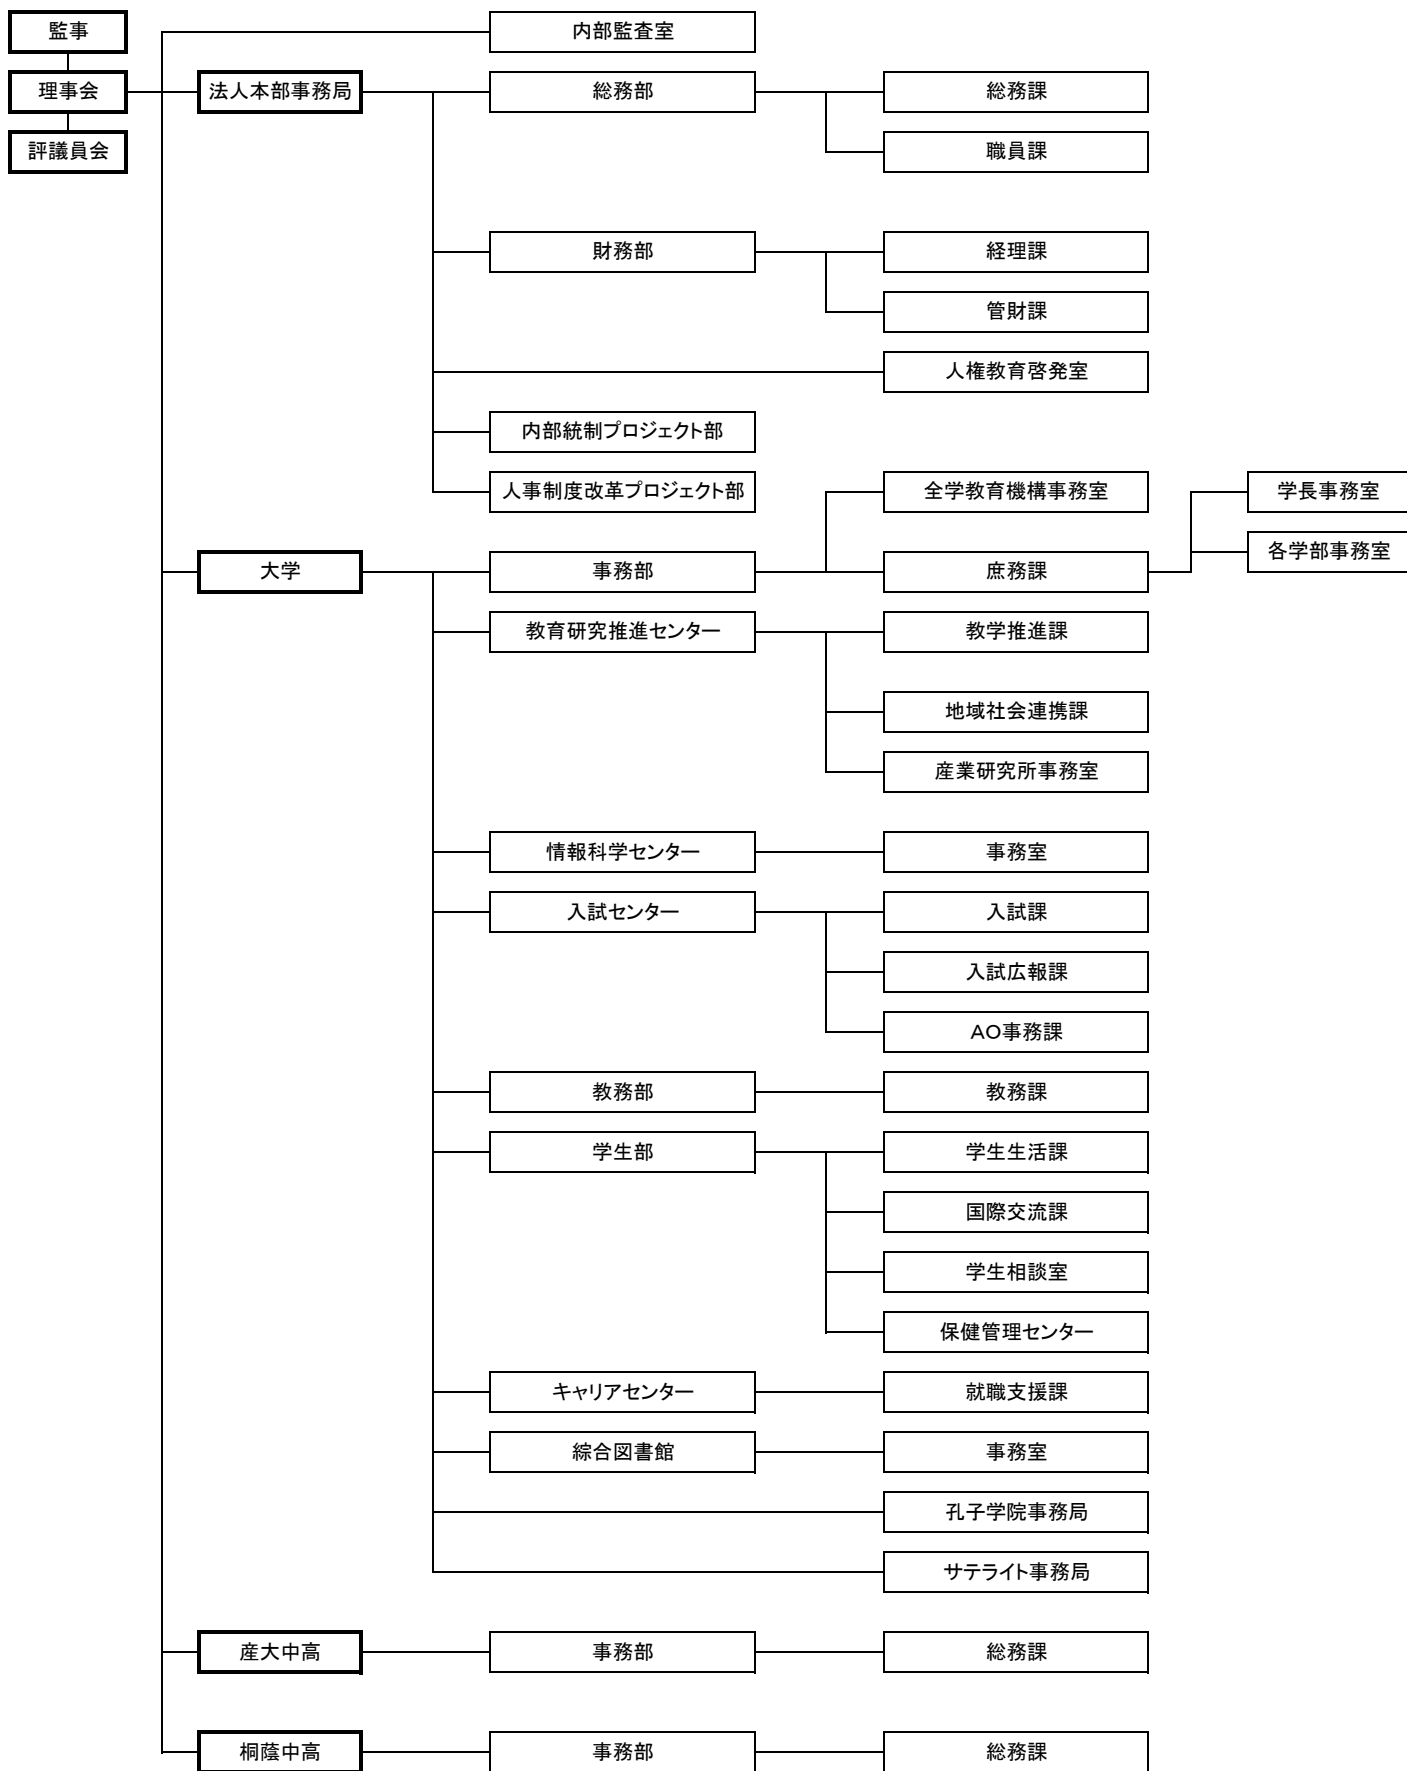 監事
内部監査室
理事会
法人本部事務局
総務部
総務課
評議員会
職員課
財務部
経理課
管財課
人権教育啓発室
内部統制プロジェクト部
人事制度改革プロジェクト部
全学教育機構事務室
学長事務室
各学部事務室
大学
事務部
庶務課
教育研究推進センター
教学推進課
地域社会連携課
産業研究所事務室
情報科学センター
事務室
入試センター
入試課
入試広報課
AO事務課
教務部
教務課
学生部
学生生活課
国際交流課
学生相談室
保健管理センター
キャリアセンター
就職支援課
綜合図書館
事務室
孔子学院事務局
サテライト事務局
産大中高
事務部
総務課
桐蔭中高
事務部
総務課